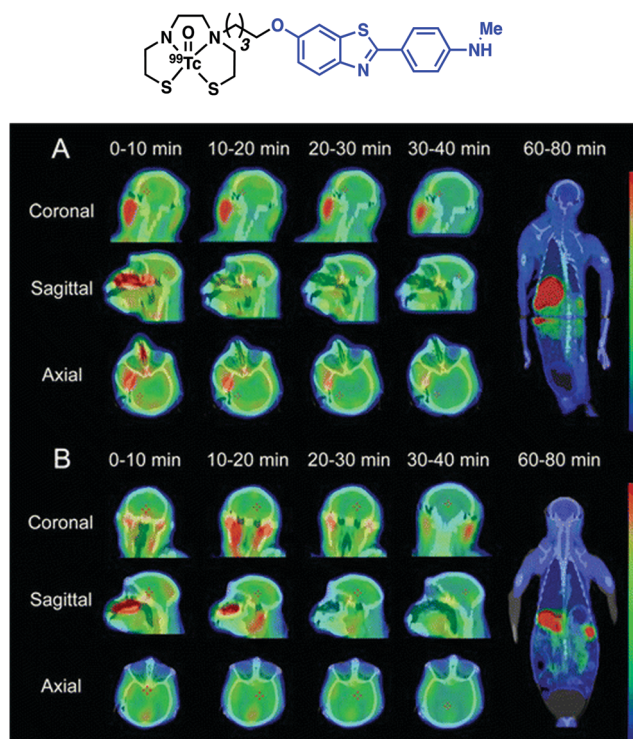 O
N
N
99Tc
S
S
3
O
S
N
NH
Me
A
0-10 min 10-20 min 20-30 min 30-40 min 60-80 min
Coronal
Sagittal
Axial
B
0-10 min 10-20 min 20-30 min 30-40 min 60-80 min
Coronal
Sagittal
Axial